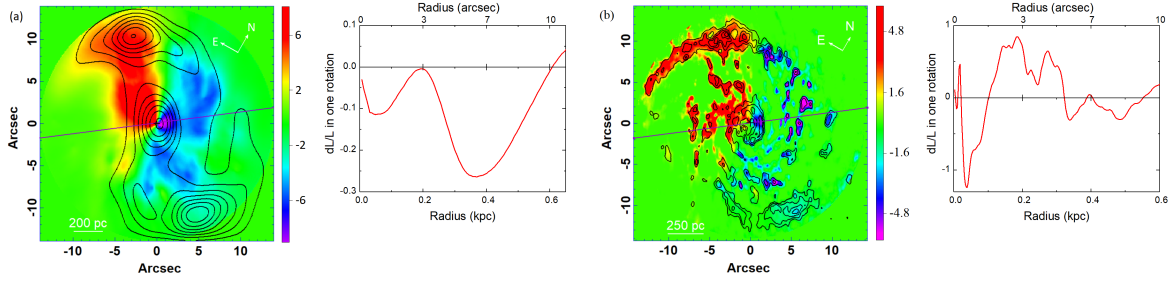 (a)
N
E
10
5
0
-5
-10
Arcsec
200 pc
-10 -5 0 5 10
Arcsec
6
2
-2
-6
Radius (arcsec)
0 3 7 10
0.1
0.0
-0.1
-0.2
-0.3
dL/L in one rotation
0.0 0.2 0.4 0.6
Radius (kpc)
(b)
N
E
10
5
0
-5
-10
Arcsec
250 pc
-10 -5 0 5 10
Arcsec
4.8
1.6
-1.6
-4.8
Radius (arcsec)
0 3 7 10
1
0
-1
dL/L in one rotation
0.0 0.2 0.4 0.6
Radius (kpc)